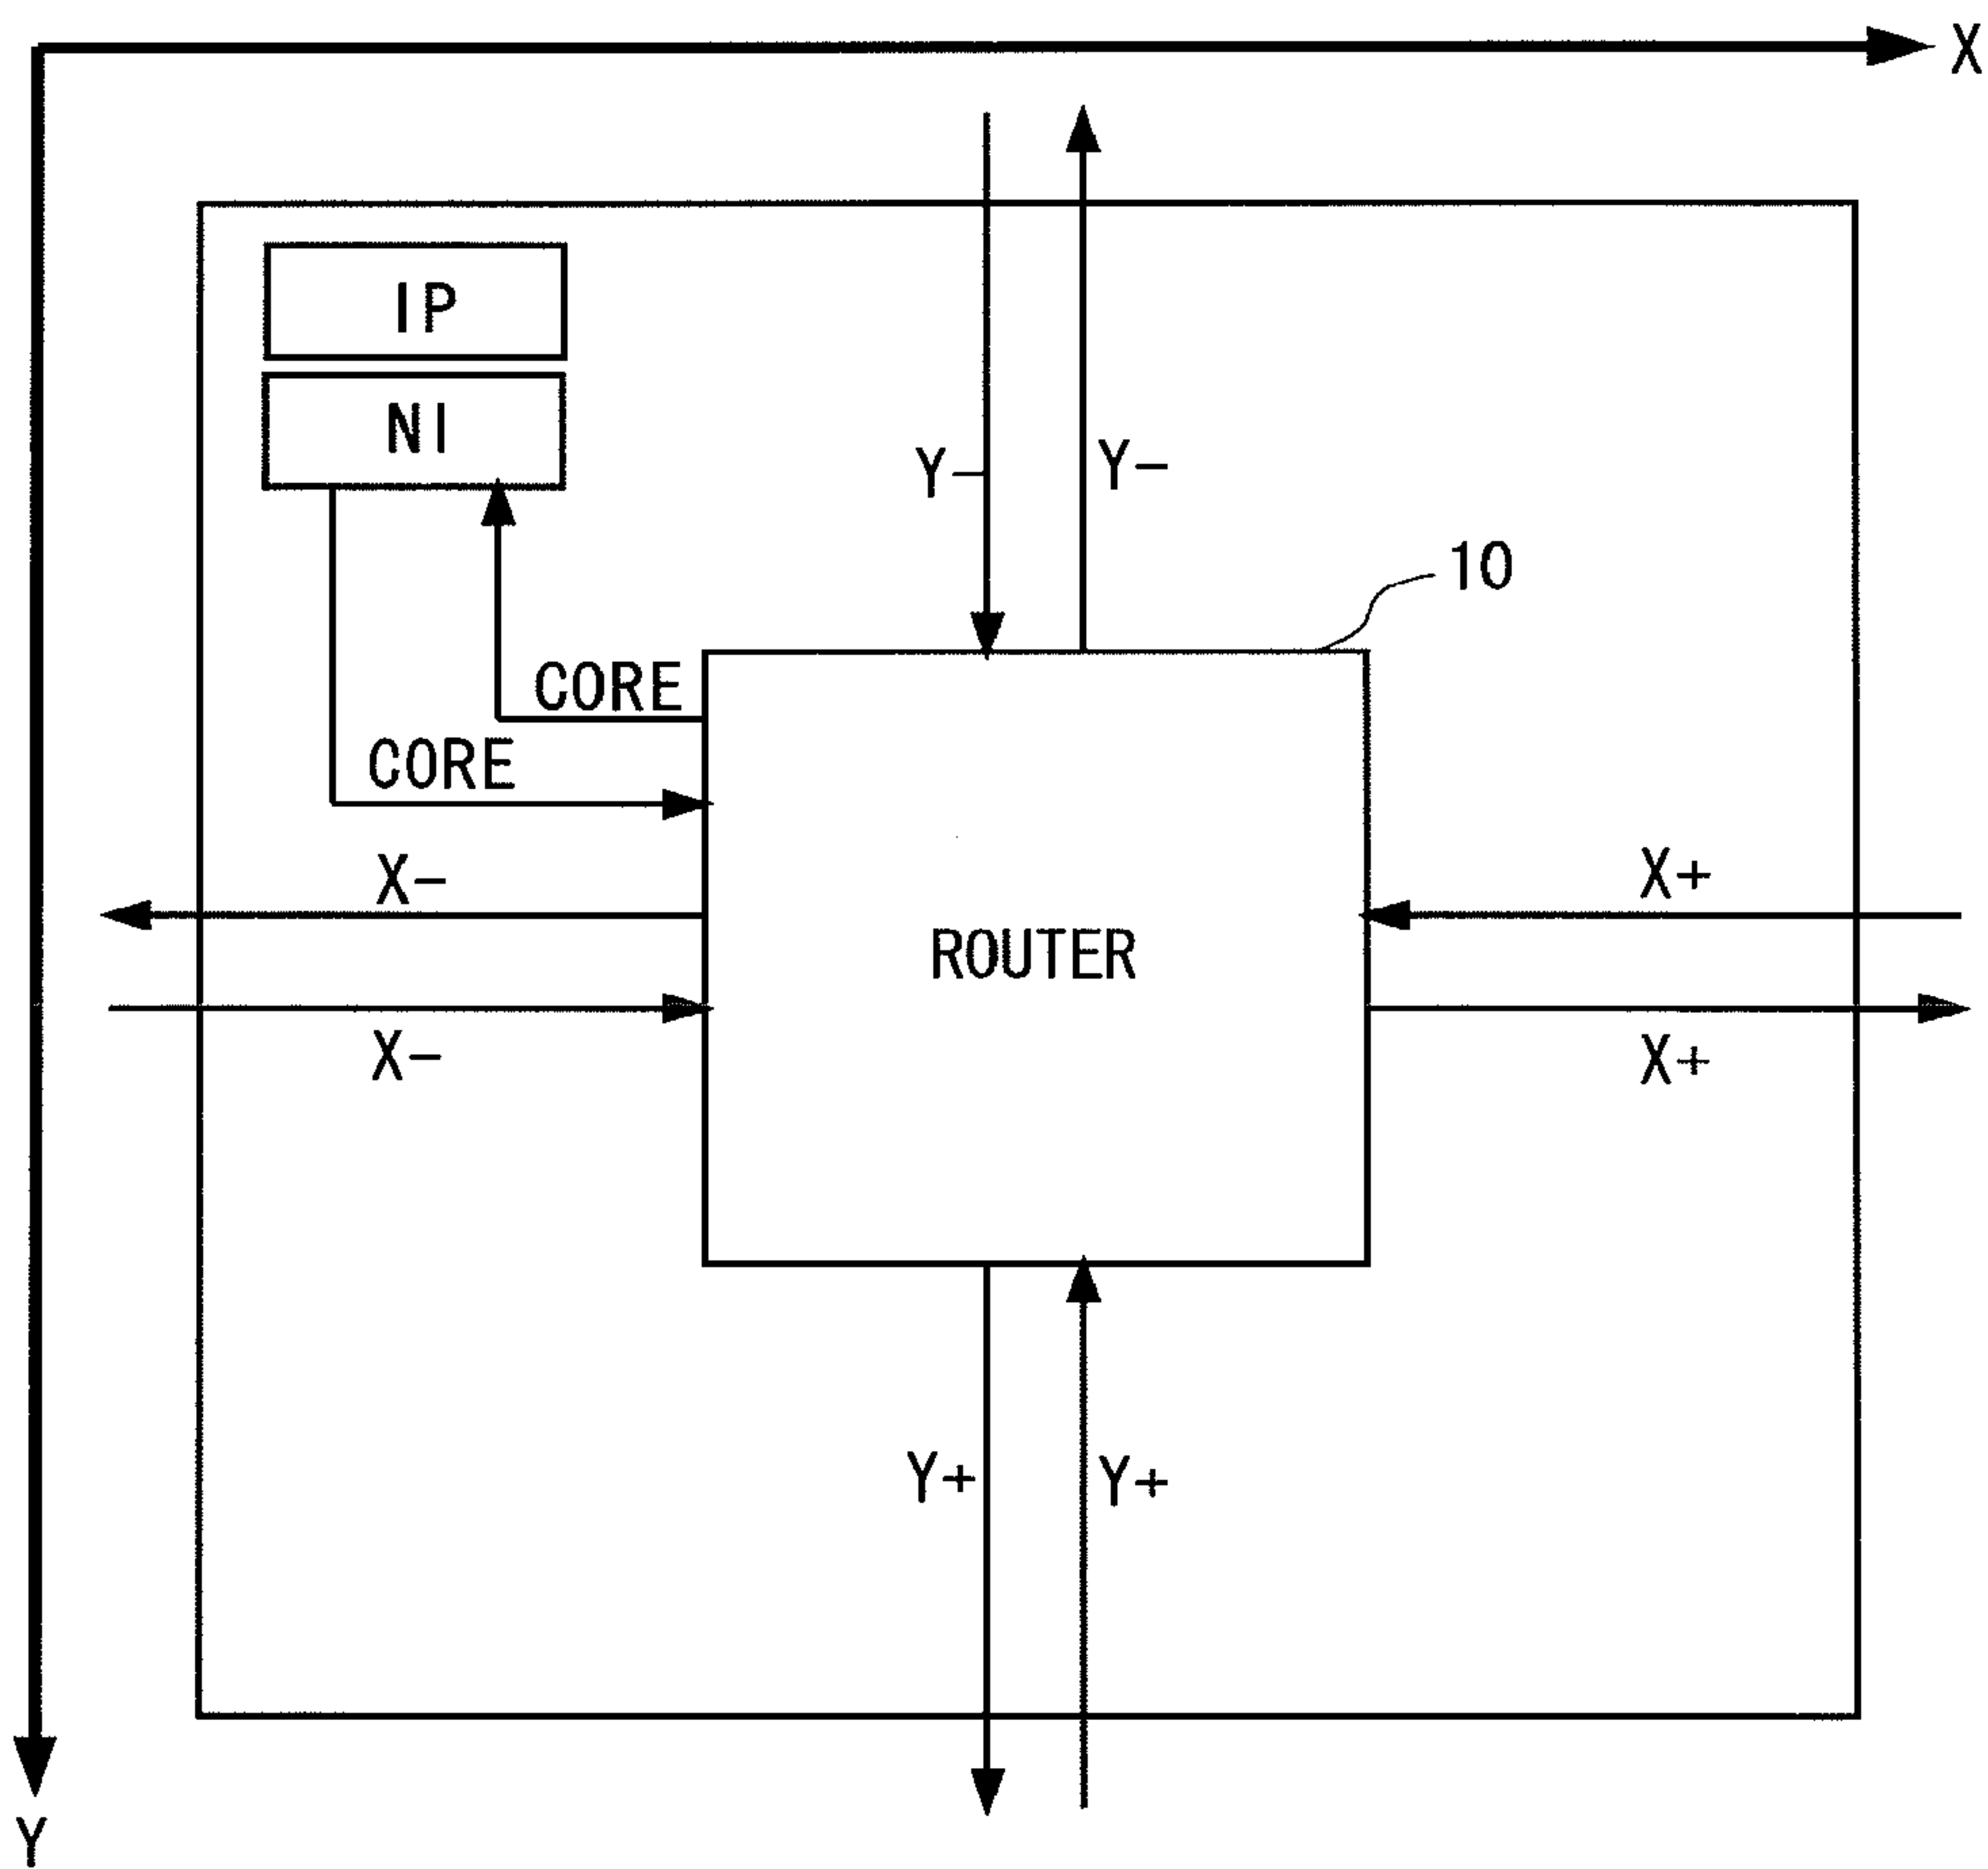 X
IP
NI
Y-
Y-
10
CORE
CORE
X-
X+
ROUTER
X-
X+
Y+
Y+
Y